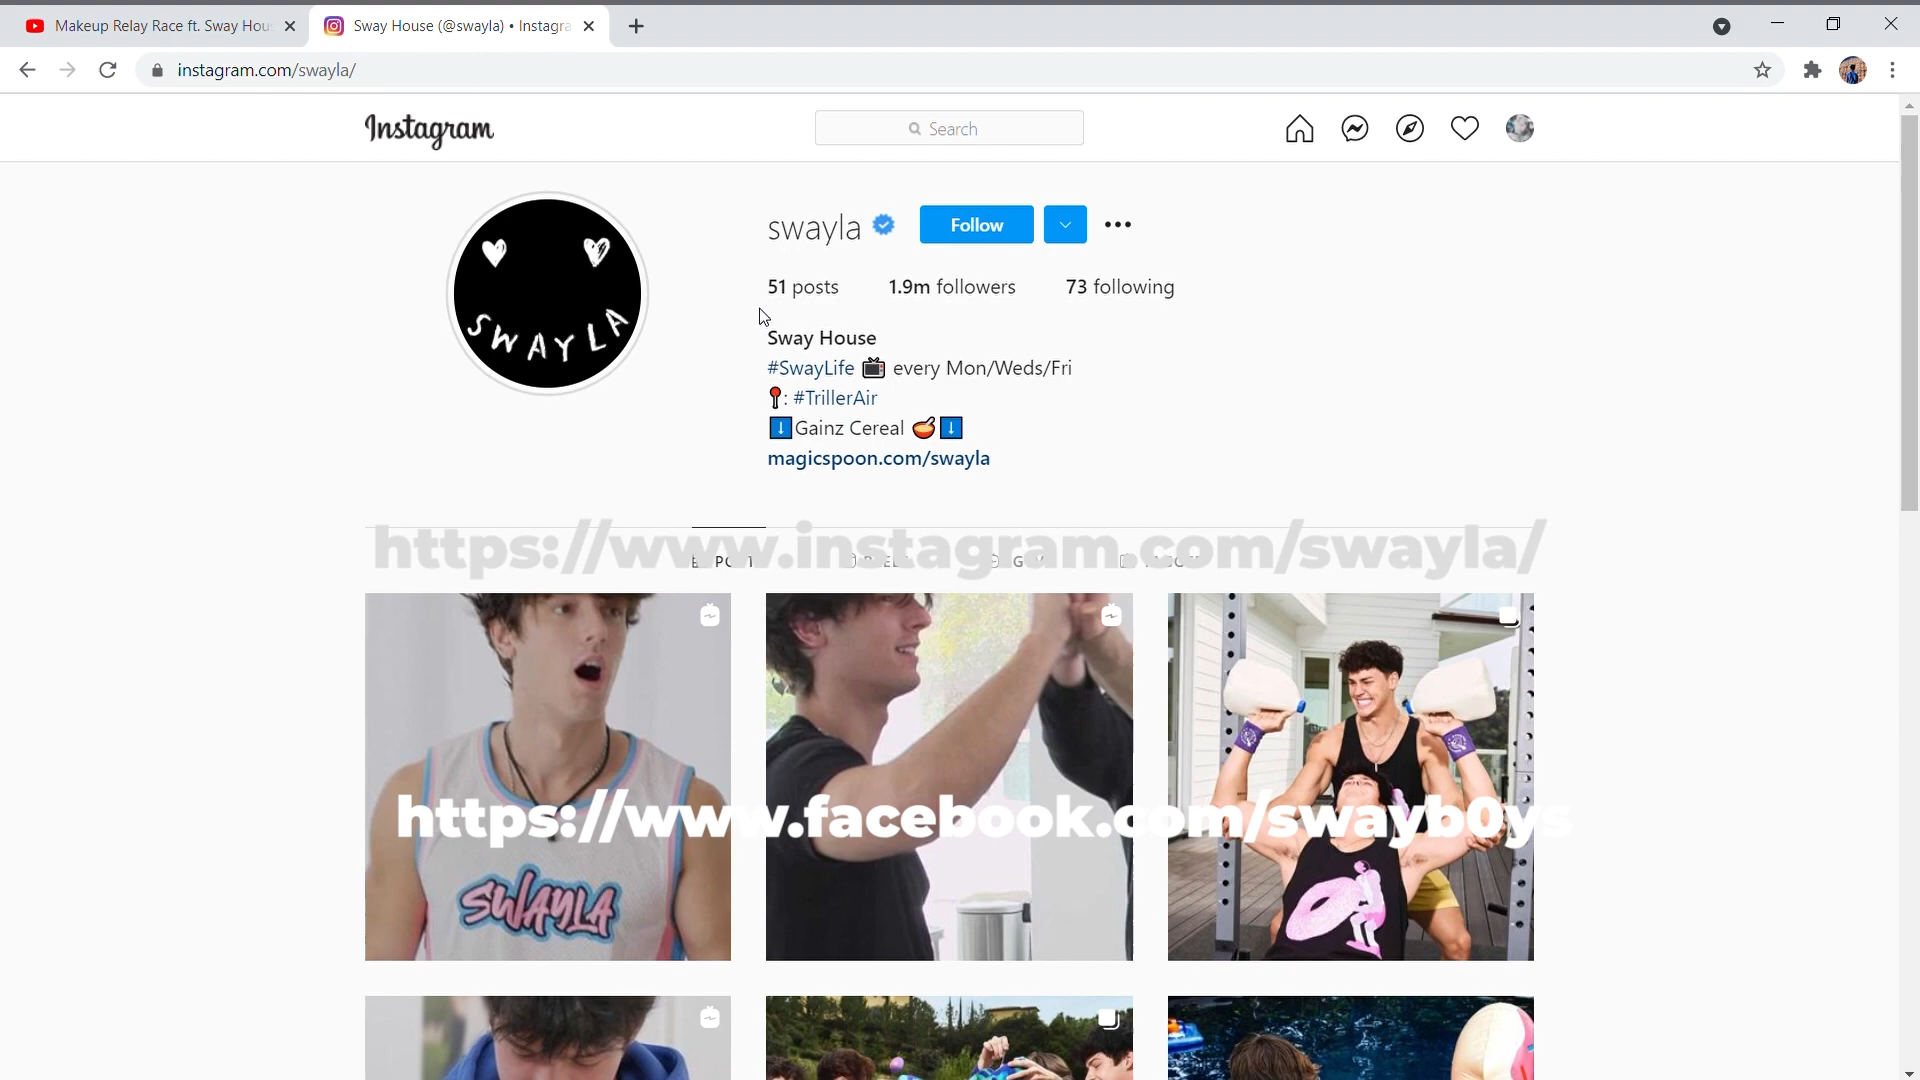 Makeup Relay Race ft. Sway Hou
Sway House (@swayla) • Instagra
instagram.com/swayla/
Instagram
Search
swayla
Follow
51 posts 1.9m followers 73 following
Sway House
#SwayLife 📺 every Mon/Weds/Fri
📍: #TrillerAir
⬇️Gainz Cereal 🥣⬇️
magicspoon.com/swayla
https://www.instagram.com/swayla/
https://www.facebook.com/swayb0ys
SWAYLA
SWAYLA